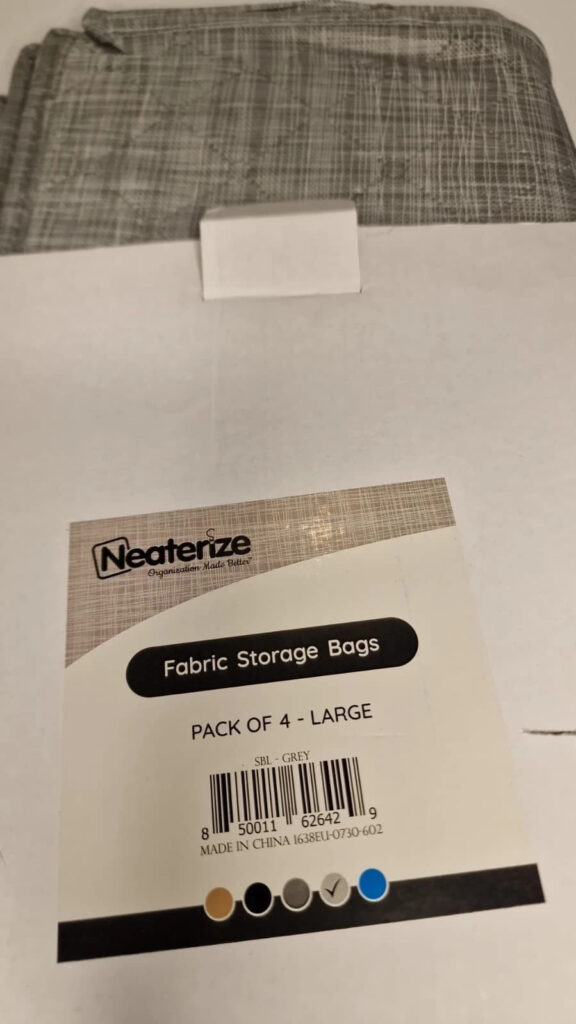 Neaterize
Organization Made Better™
Fabric Storage Bags
PACK OF 4 - LARGE
SBL - GREY
8 50011 62642 9
MADE IN CHINA 1638EU-0730-602